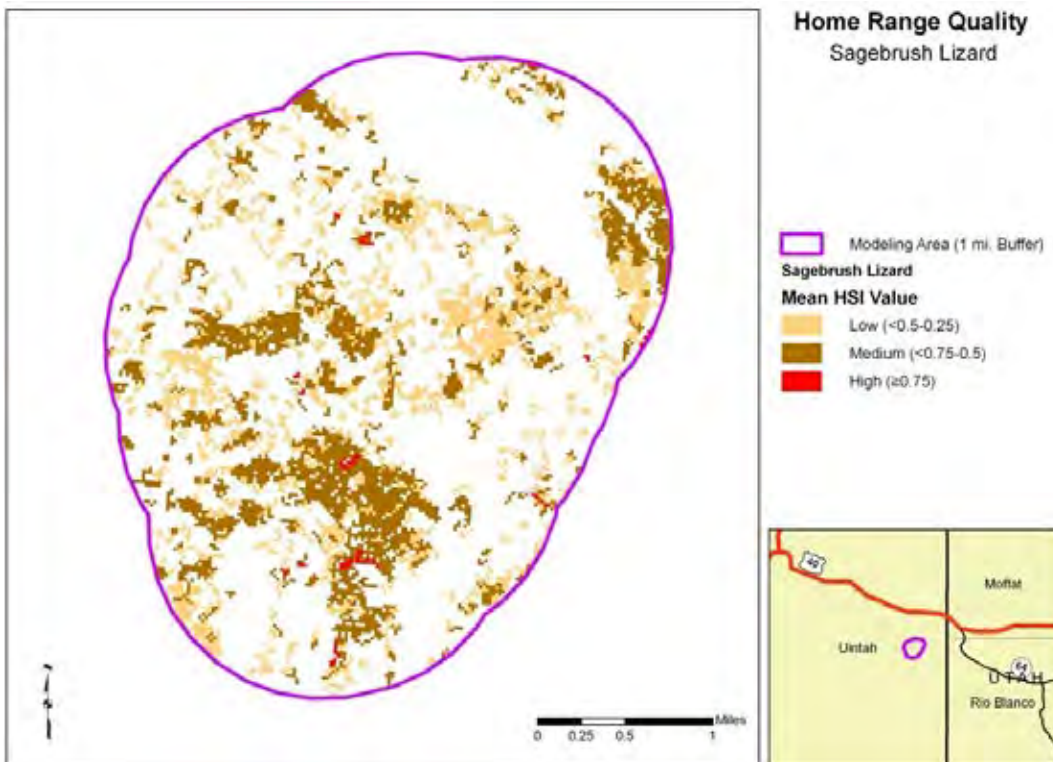 Home Range Quality
Sagebrush Lizard
Modeling Area (1 mi. Buffer)
Sagebrush Lizard
Mean HSI Value
Low (<0.5-0.25)
Medium (<0.75-0.5)
High (≥0.75)
Miles
0 0.25 0.5 1
40
Moffat
Uintah
64
UTAH
Rio Blanco